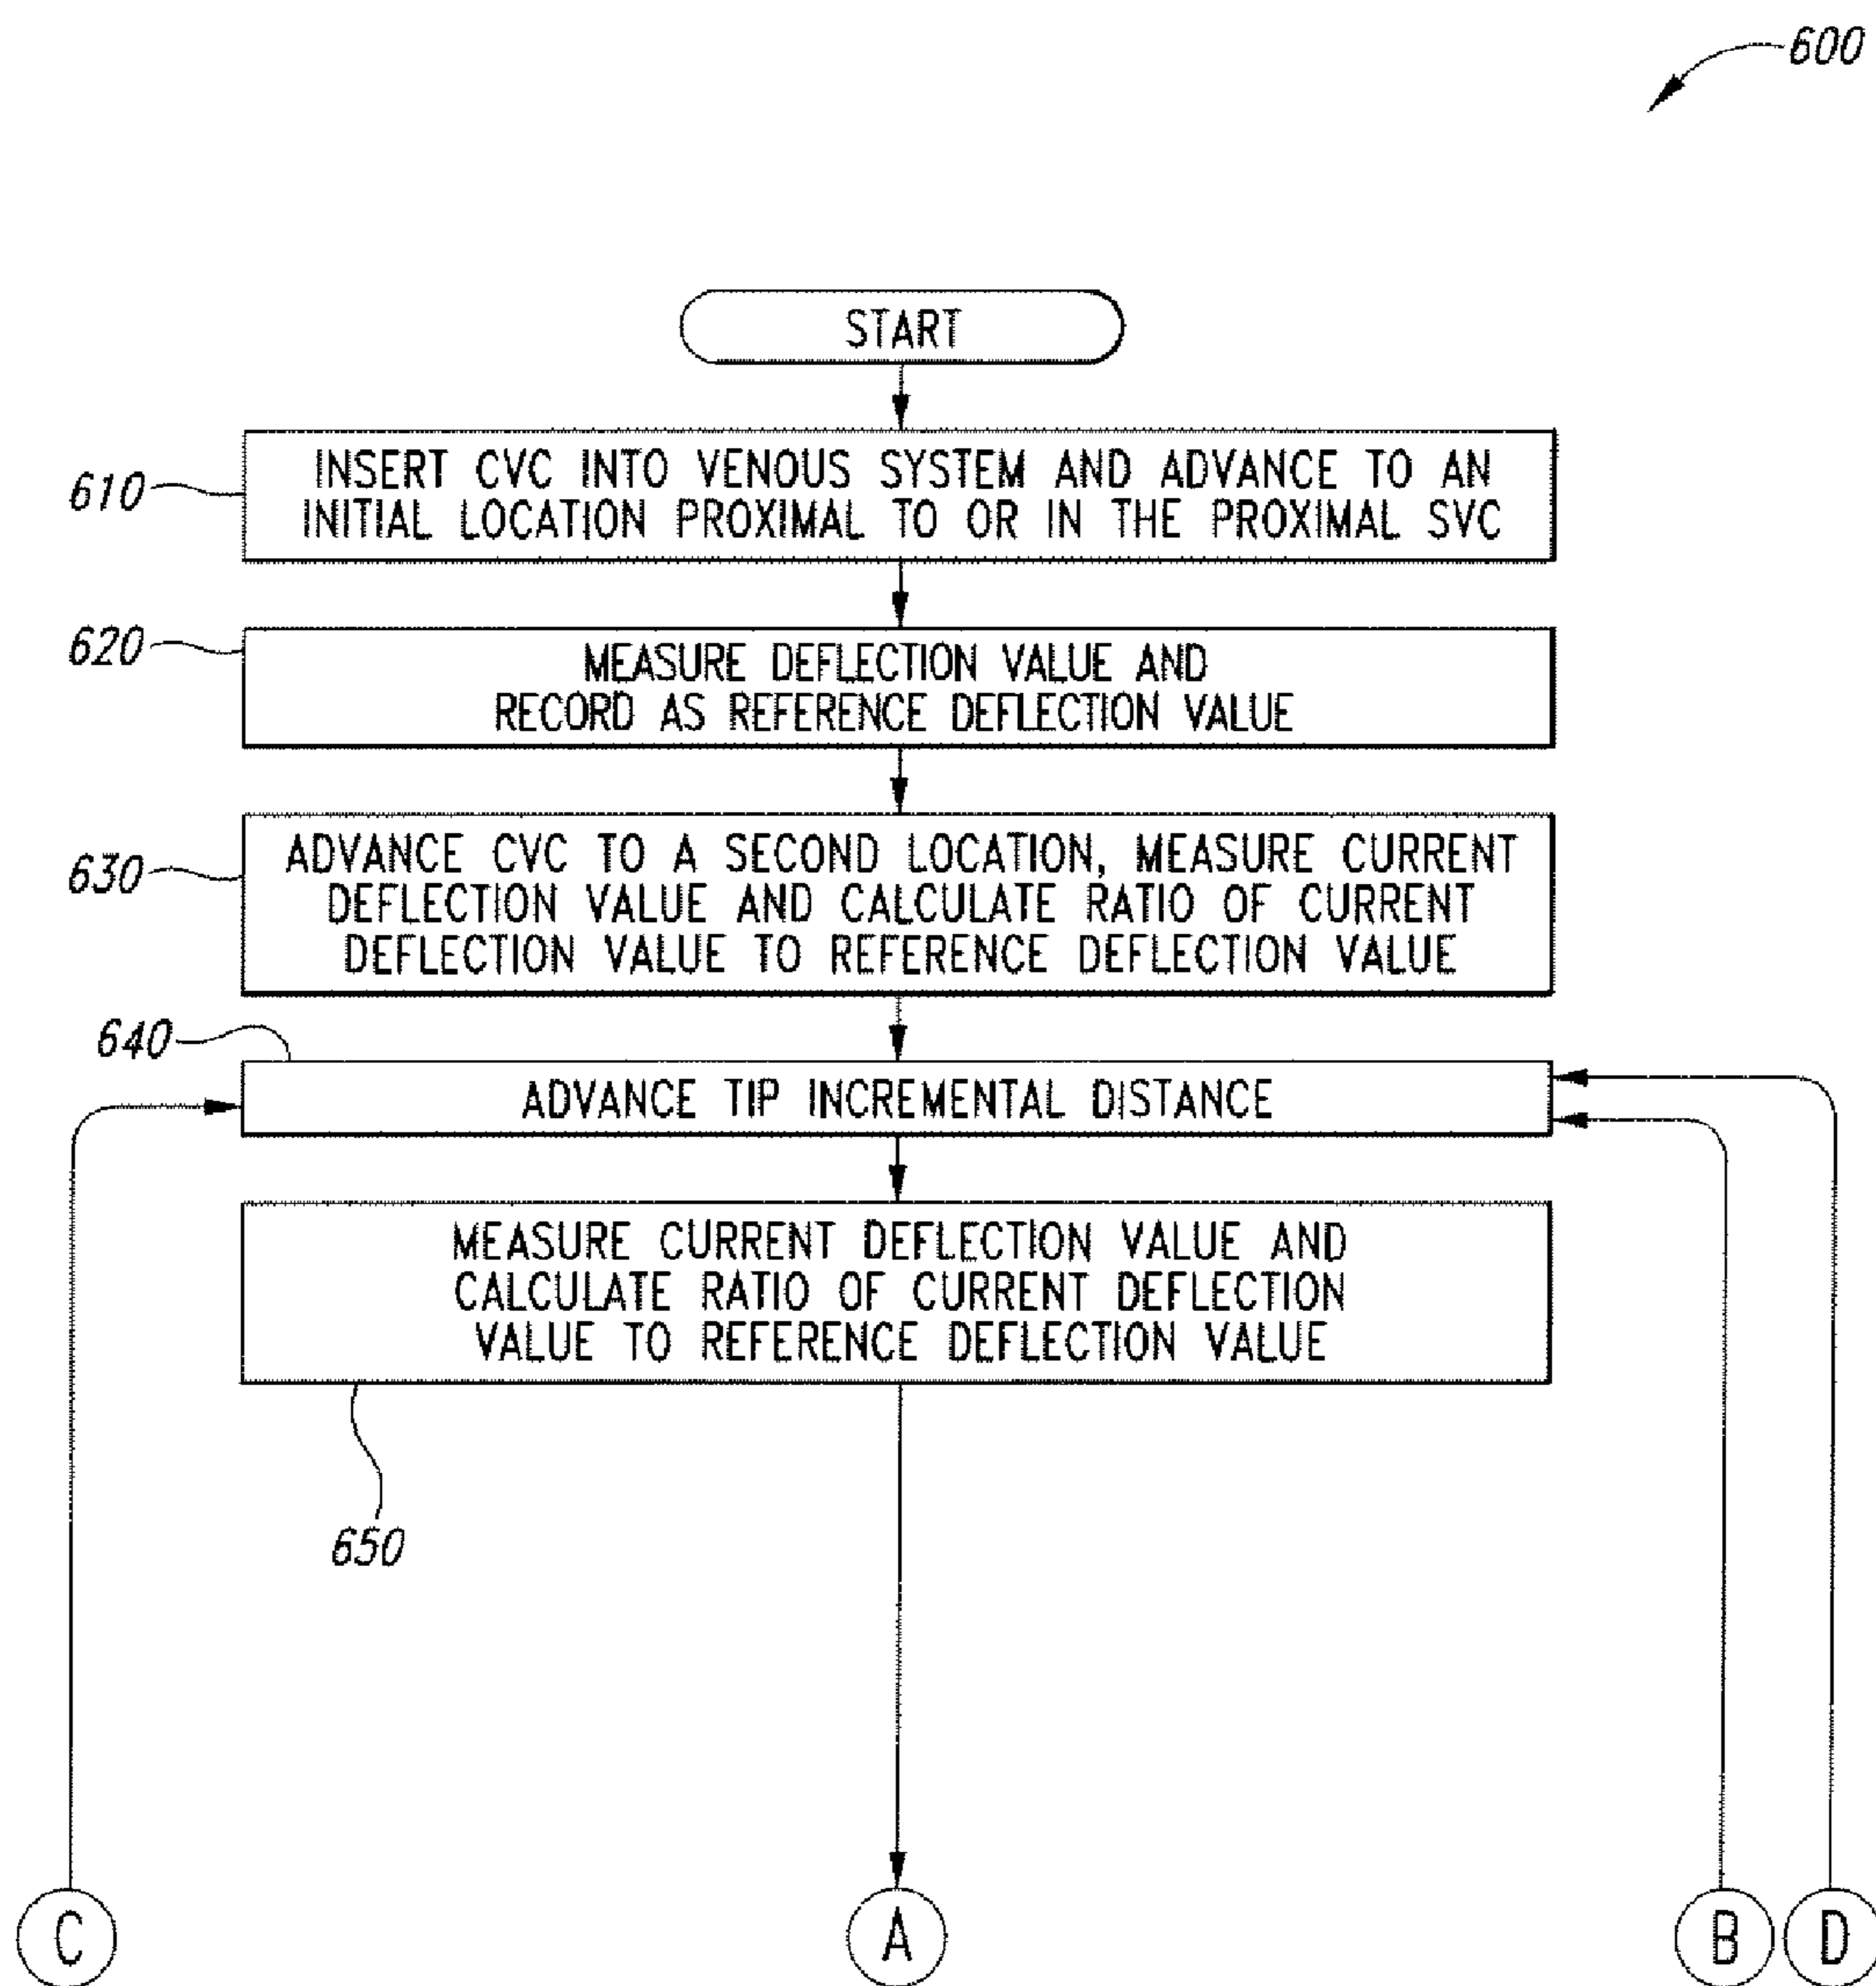 600
START
610
INSERT CVC INTO VENOUS SYSTEM AND ADVANCE TO AN
INITIAL LOCATION PROXIMAL TO OR IN THE PROXIMAL SVC
620
MEASURE DEFLECTION VALUE AND
RECORD AS REFERENCE DEFLECTION VALUE
630
ADVANCE CVC TO A SECOND LOCATION, MEASURE CURRENT
DEFLECTION VALUE AND CALCULATE RATIO OF CURRENT
DEFLECTION VALUE TO REFERENCE DEFLECTION VALUE
640
ADVANCE TIP INCREMENTAL DISTANCE
MEASURE CURRENT DEFLECTION VALUE AND
CALCULATE RATIO OF CURRENT DEFLECTION
VALUE TO REFERENCE DEFLECTION VALUE
650
C
A
B
D